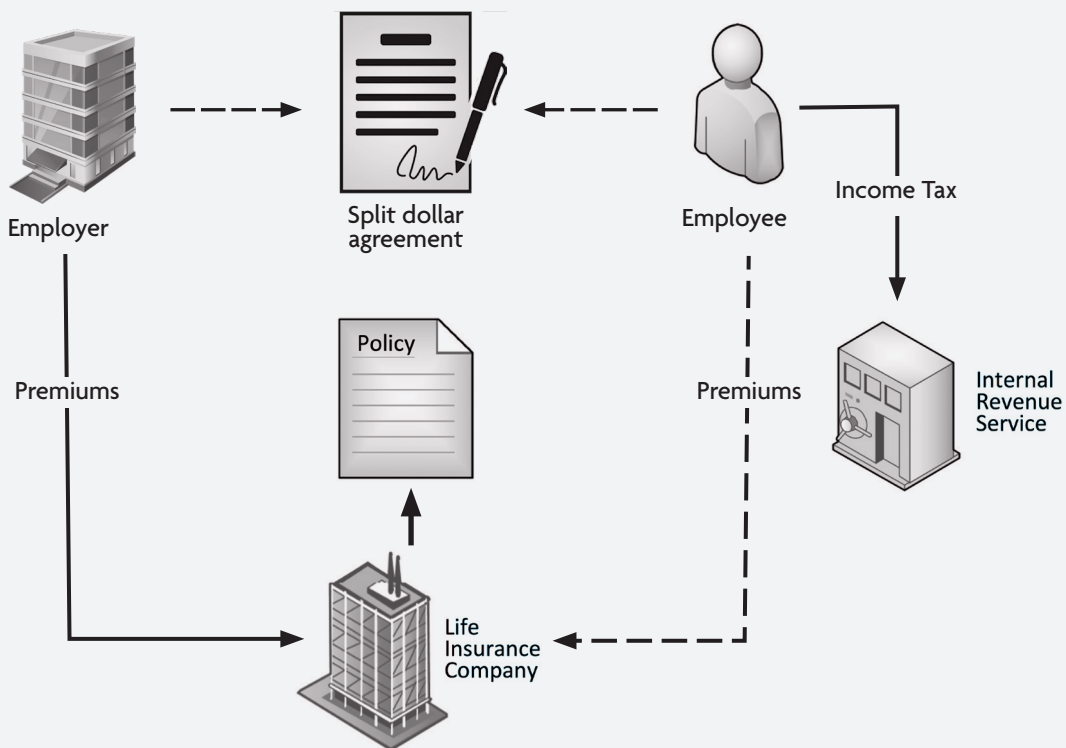 Employer
Split dollar
agreement
Employee
Income Tax
Policy
Premiums
Premiums
Internal
Revenue
Service
Life
Insurance
Company